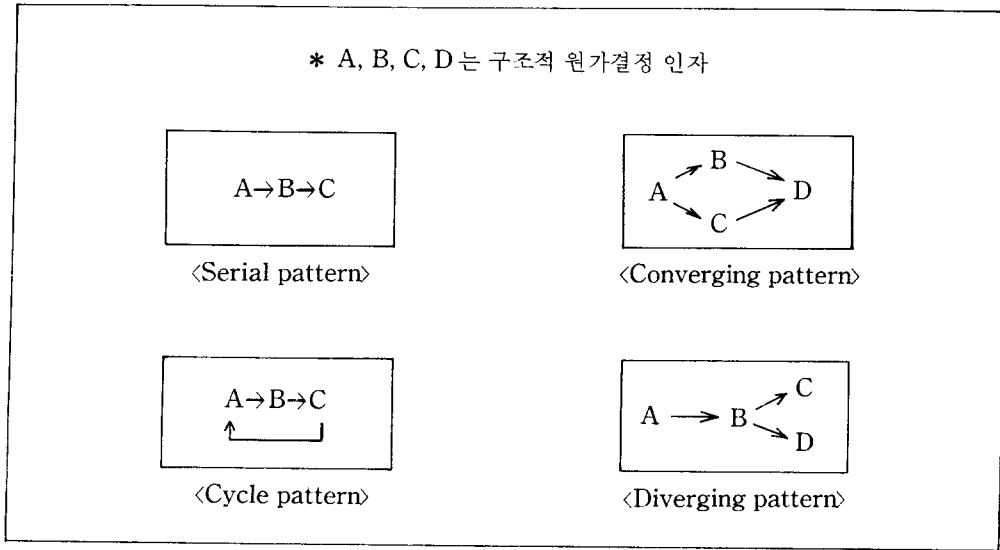 * A, B, C, D는 구조적 원가결정 인자
A→B→C
<Serial pattern>
B
A D
C
<Converging pattern>
A→B→C
<Cycle pattern>
C
A → B
D
<Diverging pattern>